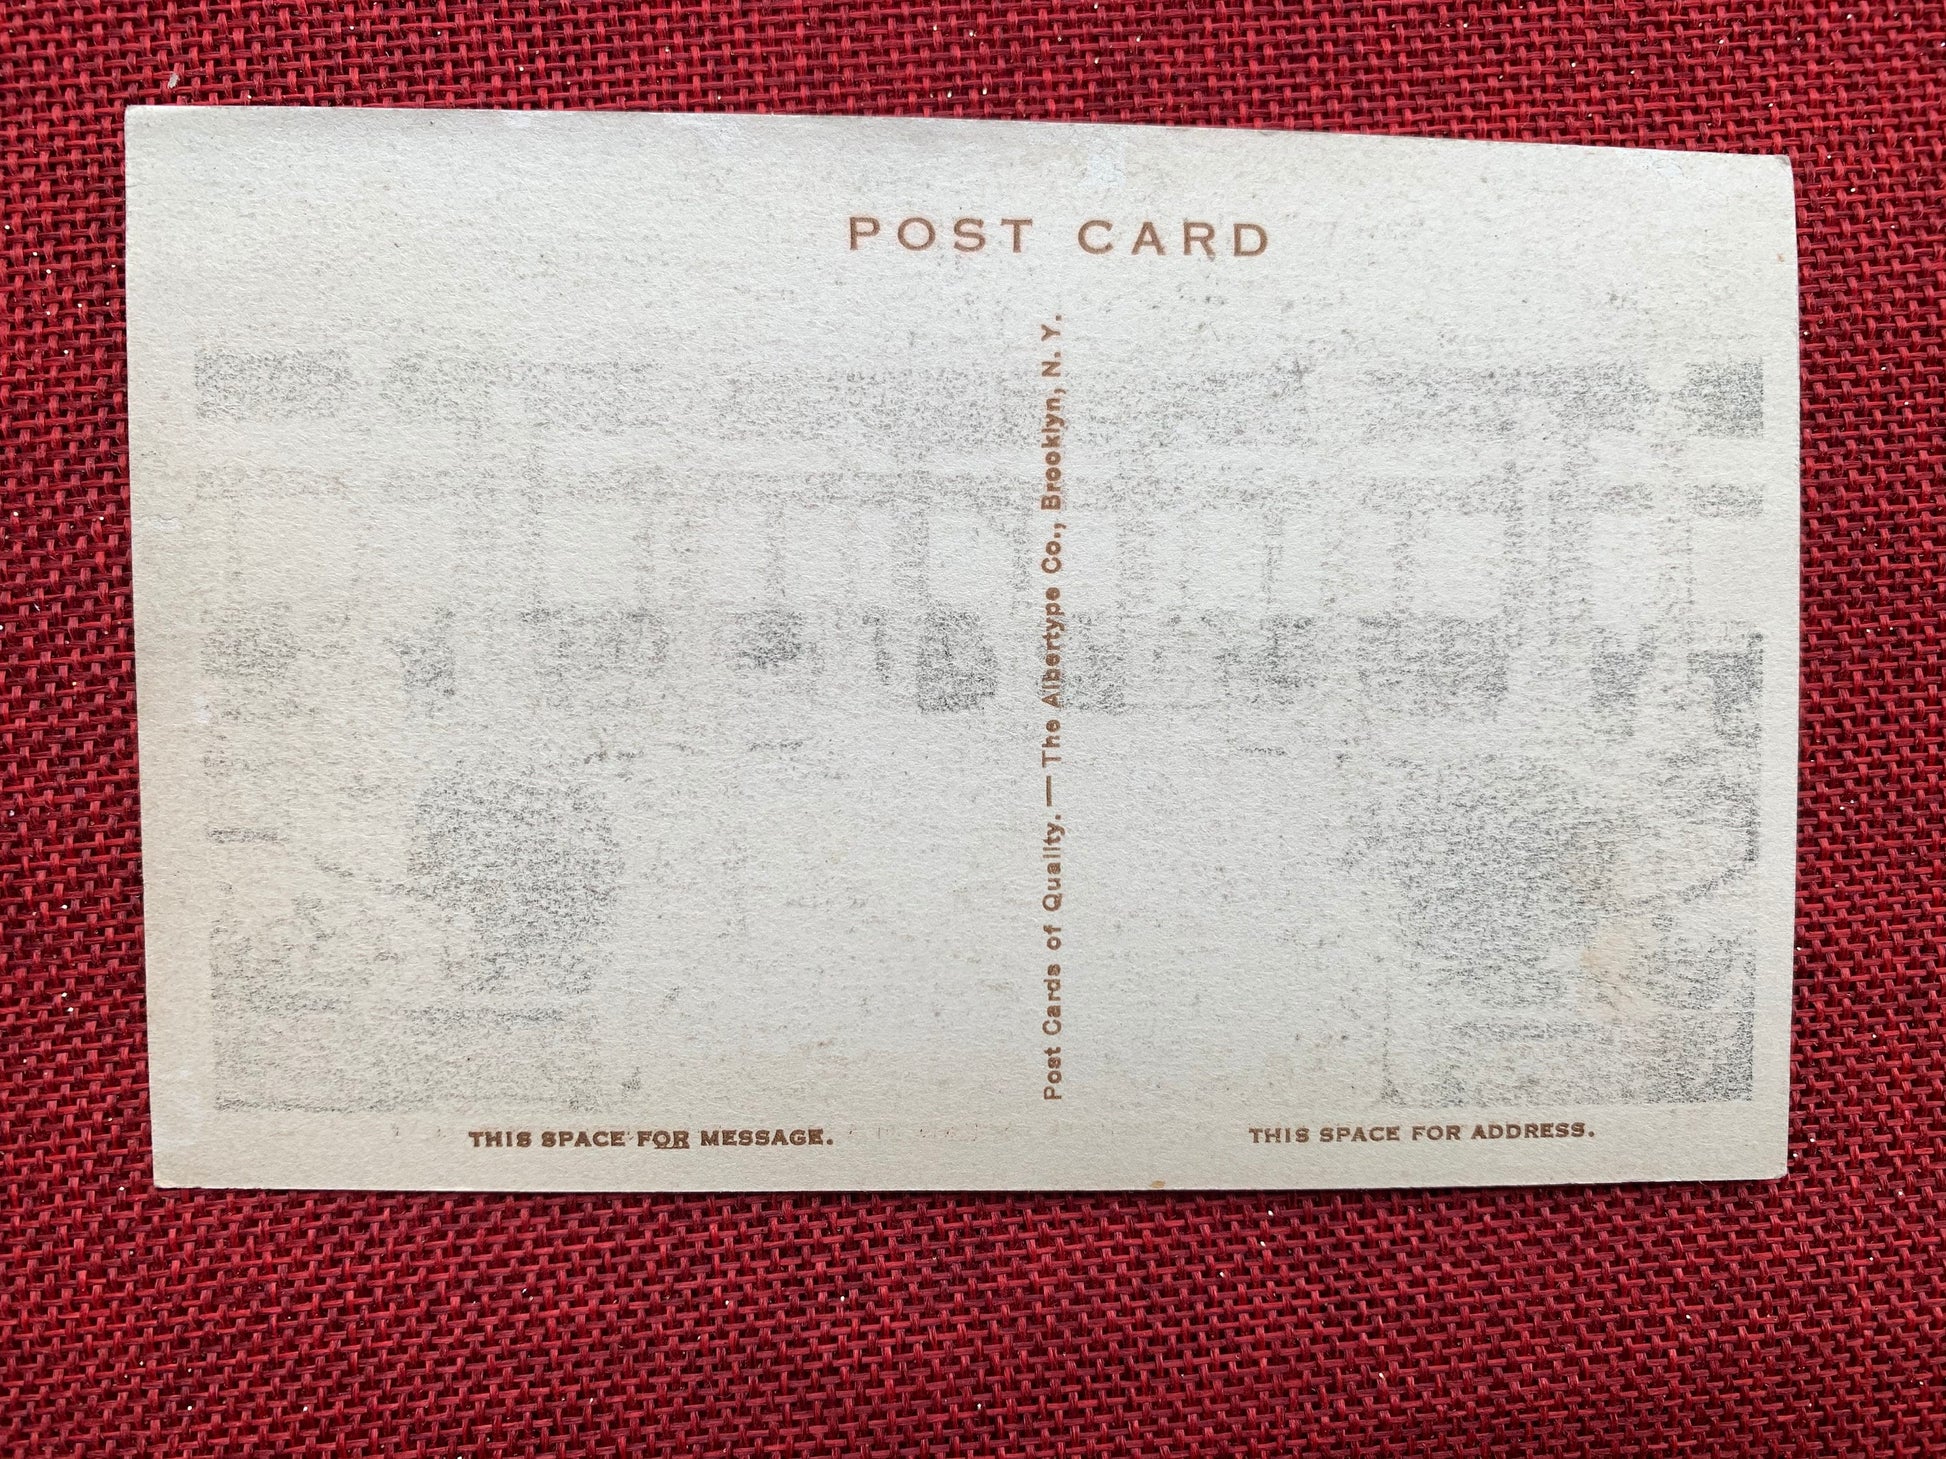 POST CARD
Post Cards of Quality. — The Albertype Co., Brooklyn, N. Y.
THIS SPACE FOR MESSAGE.
THIS SPACE FOR ADDRESS.